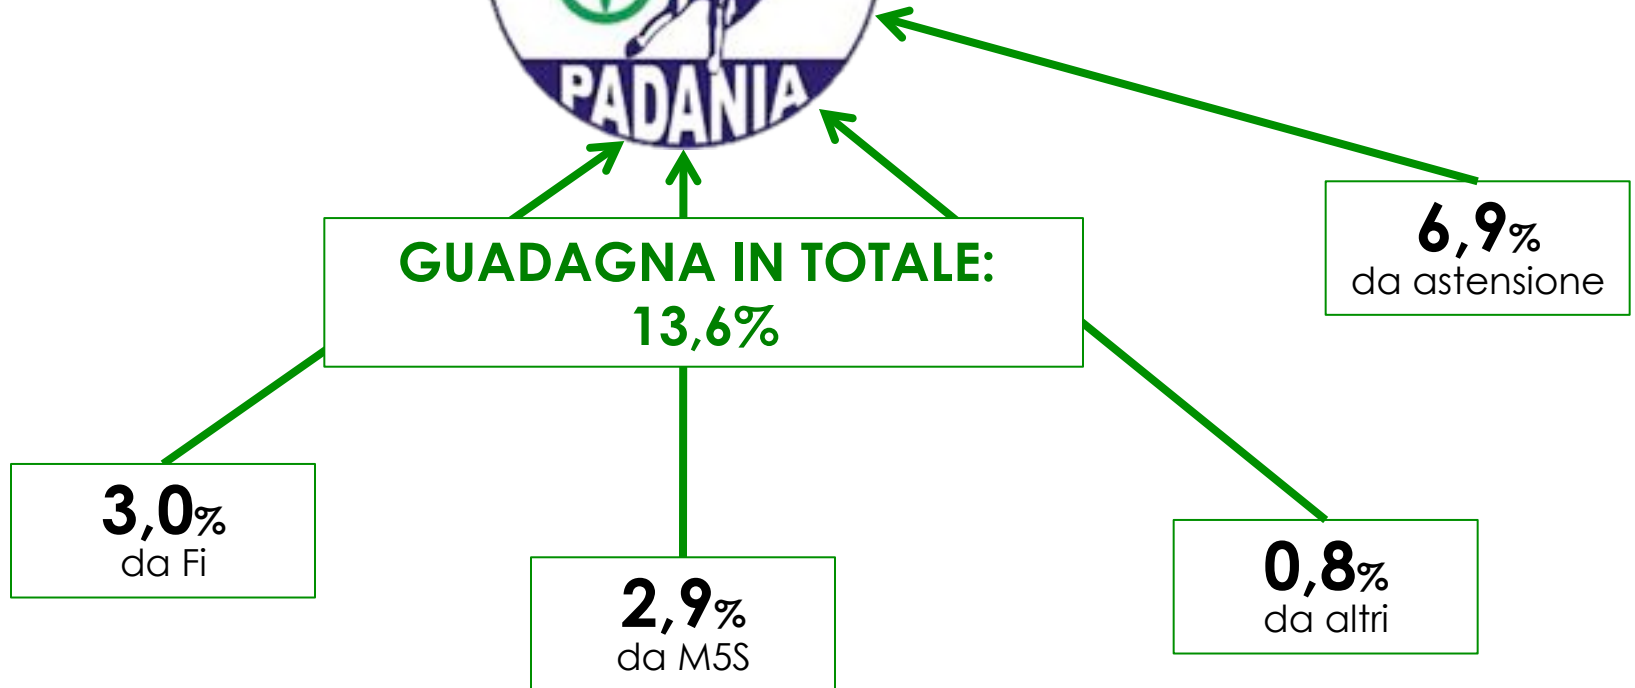 PADANIA
GUADAGNA IN TOTALE:
13,6%
6,9%
da astensione
3,0%
da Fi
2,9%
da M5S
0,8%
da altri